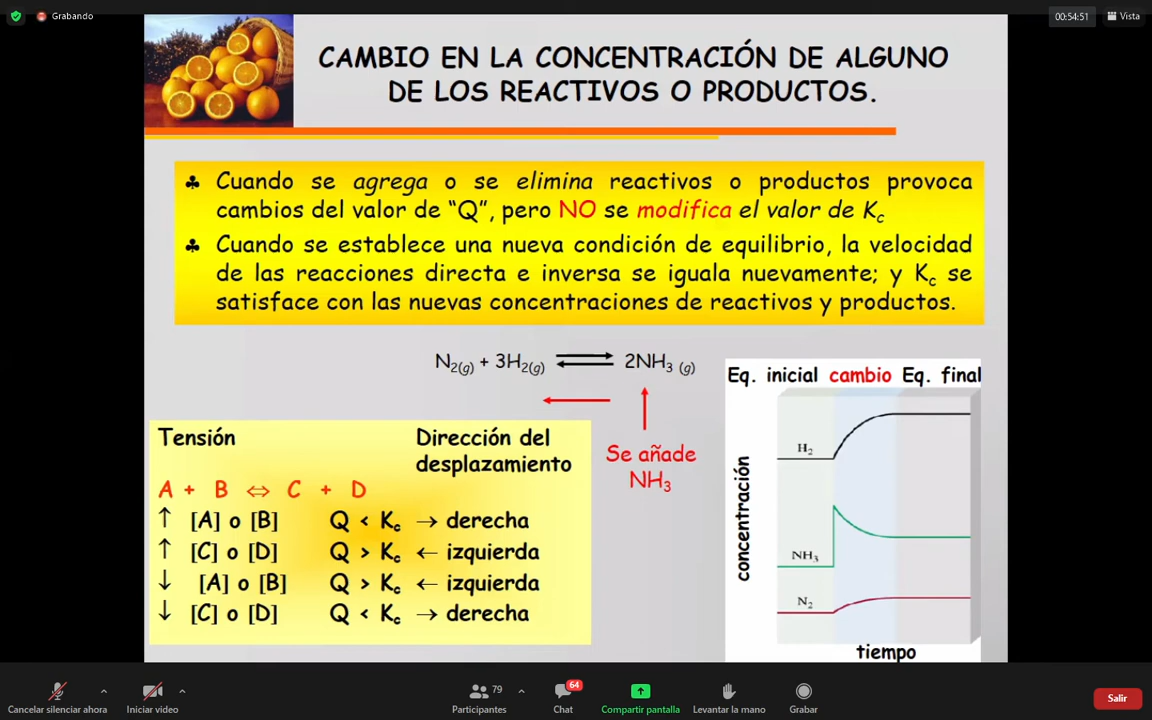 Grabando
00:54:51
Vista
CAMBIO EN LA CONCENTRACIÓN DE ALGUNO
DE LOS REACTIVOS O PRODUCTOS.
♣ Cuando se agrega o se elimina reactivos o productos provoca
cambios del valor de “Q”, pero NO se modifica el valor de Kc
♣ Cuando se establece una nueva condición de equilibrio, la velocidad
de las reacciones directa e inversa se iguala nuevamente; y Kc se
satisface con las nuevas concentraciones de reactivos y productos.
N2(g) + 3H2(g) ⇌ 2NH3 (g)
Se añade
NH3
Tensión
Dirección del
desplazamiento
A + B ⇔ C + D
↑ [A] o [B] Q < Kc → derecha
↑ [C] o [D] Q > Kc ← izquierda
↓ [A] o [B] Q > Kc ← izquierda
↓ [C] o [D] Q < Kc → derecha
Eq. inicial cambio Eq. final
concentración
H2
NH3
N2
tiempo
Cancelar silenciar ahora
Iniciar video
79
Participantes
64
Chat
Compartir pantalla
Levantar la mano
Grabar
Salir